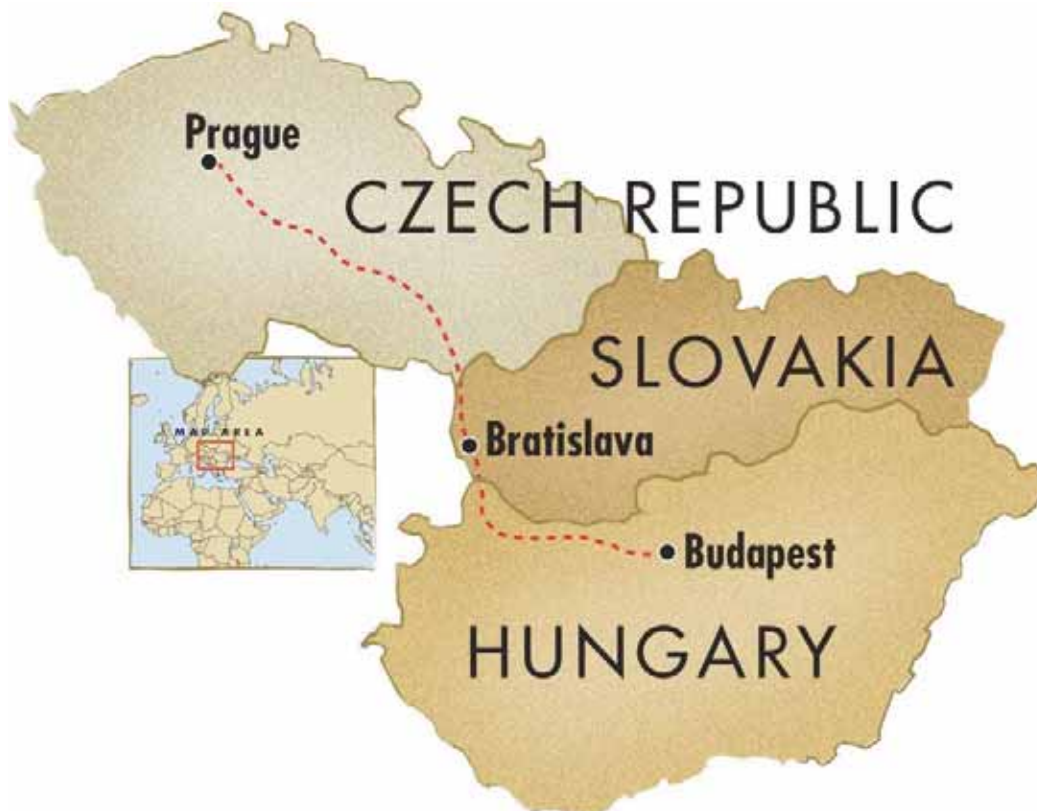 Prague
CZECH REPUBLIC
SLOVAKIA
MAP AREA
Bratislava
Budapest
HUNGARY